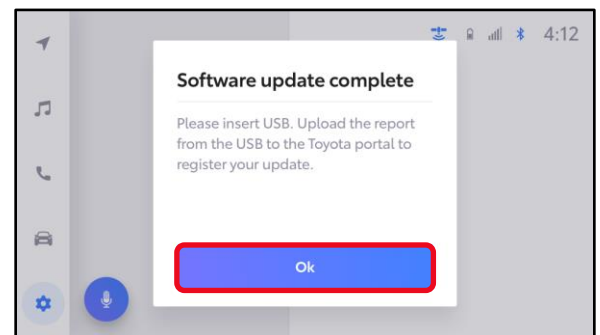 4:12
Software update complete
Please insert USB. Upload the report
from the USB to the Toyota portal to
register your update.
Ok